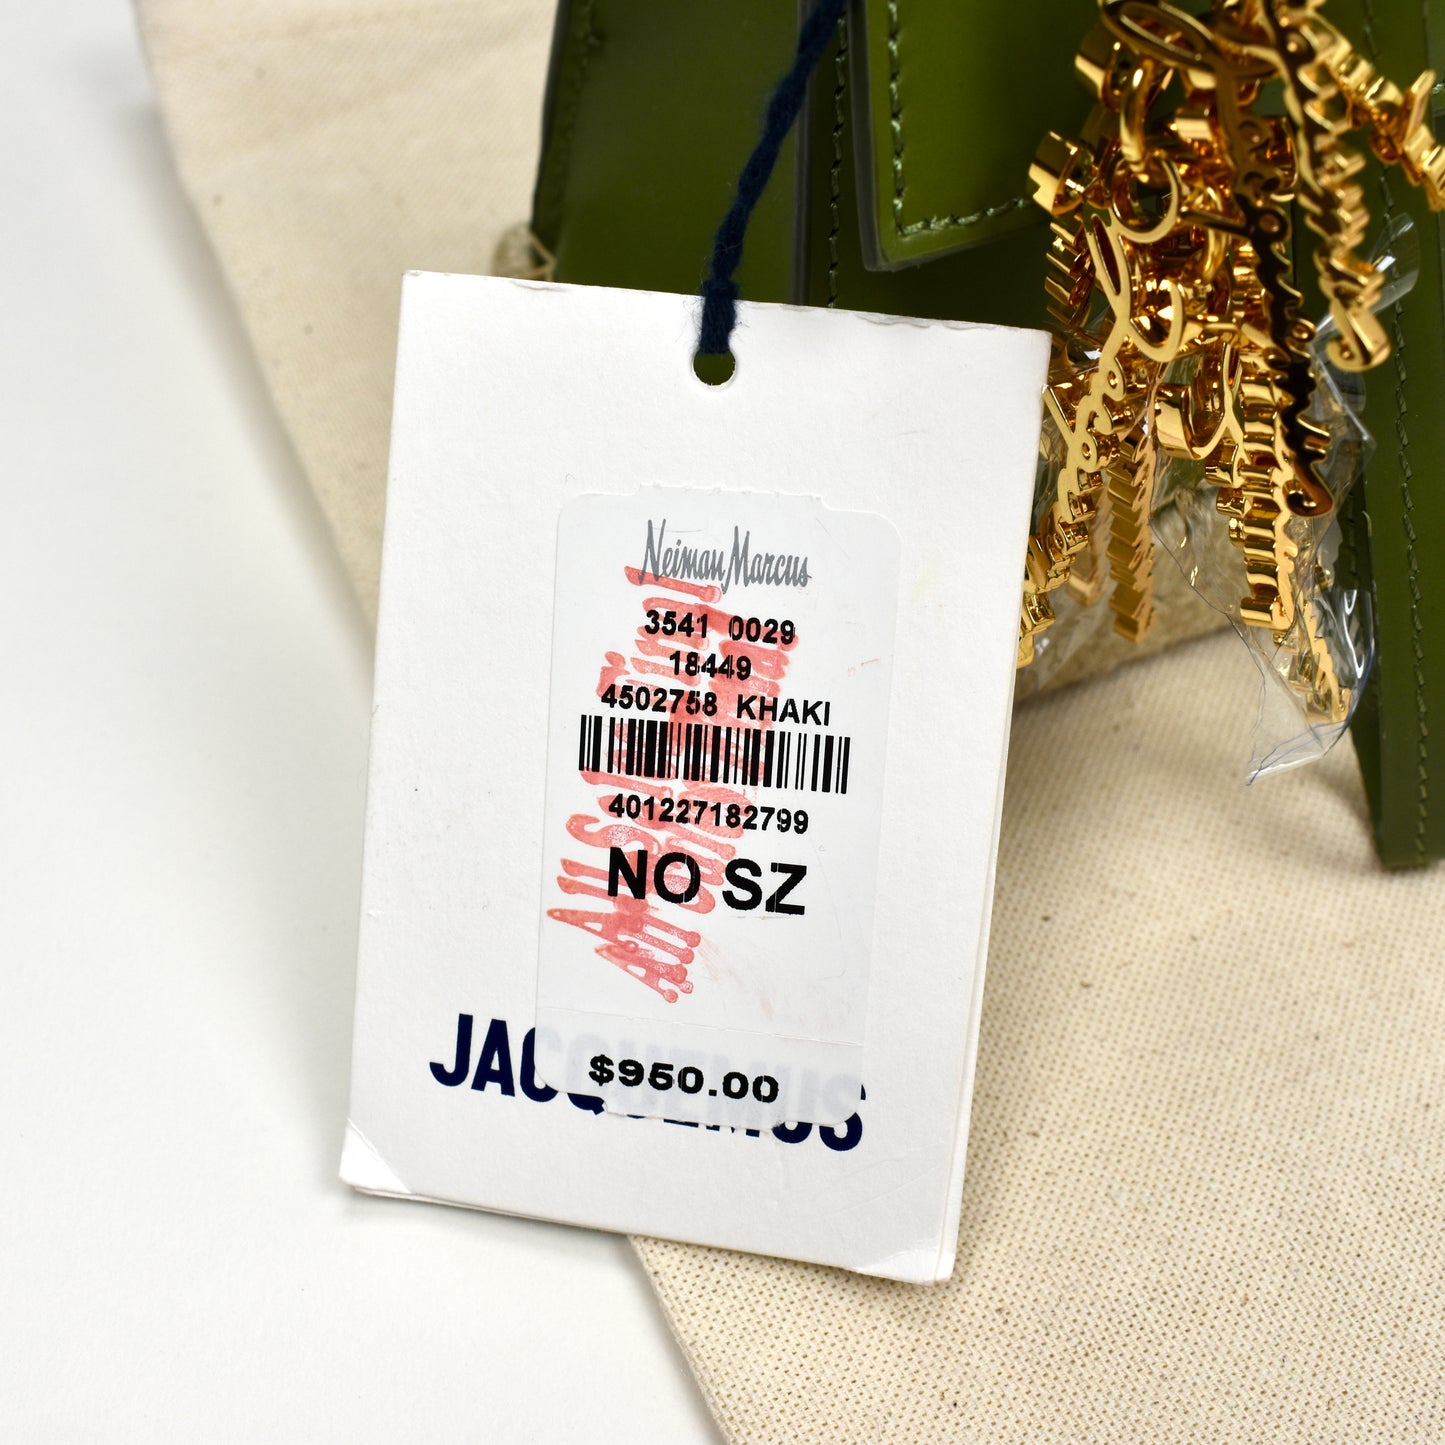 Neiman Marcus
3541 0029
18449
4502758 KHAKI
401227182799
NO SZ
$950.00
JACQUEMUS